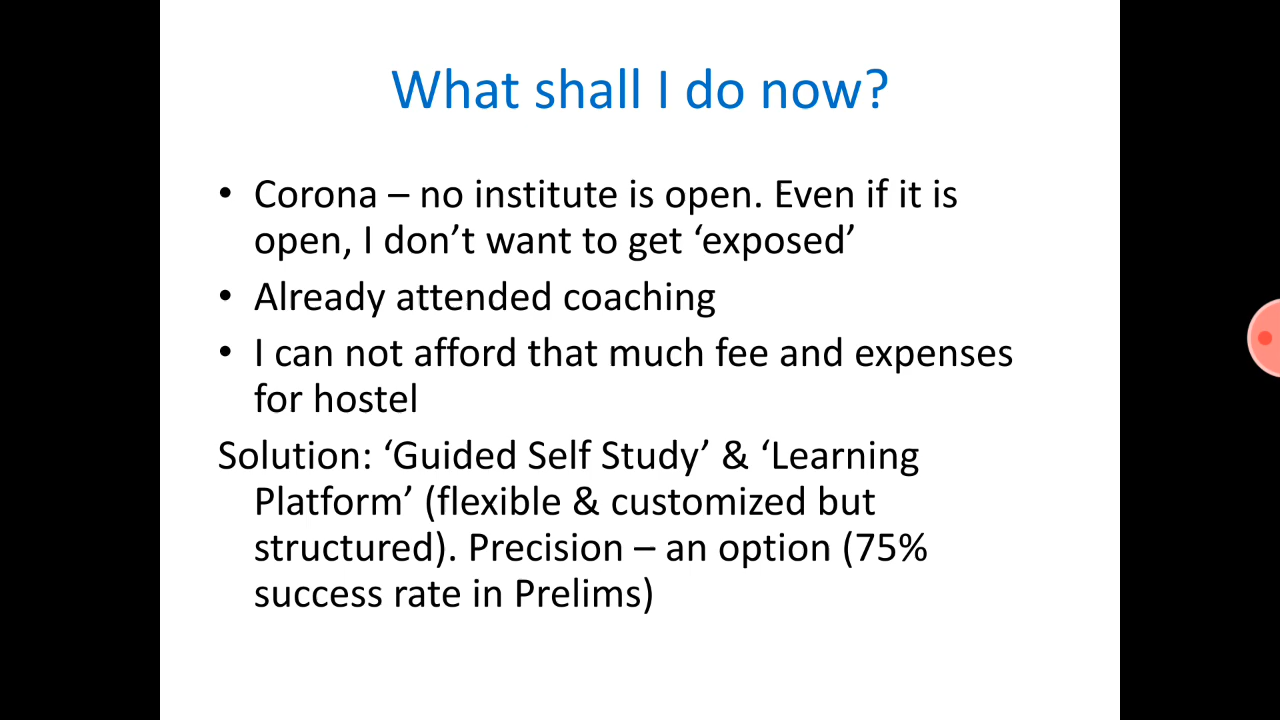 What shall I do now?
• Corona – no institute is open. Even if it is
open, I don’t want to get ‘exposed’
• Already attended coaching
• I can not afford that much fee and expenses
for hostel
Solution: ‘Guided Self Study’ & ‘Learning
Platform’ (flexible & customized but
structured). Precision – an option (75%
success rate in Prelims)